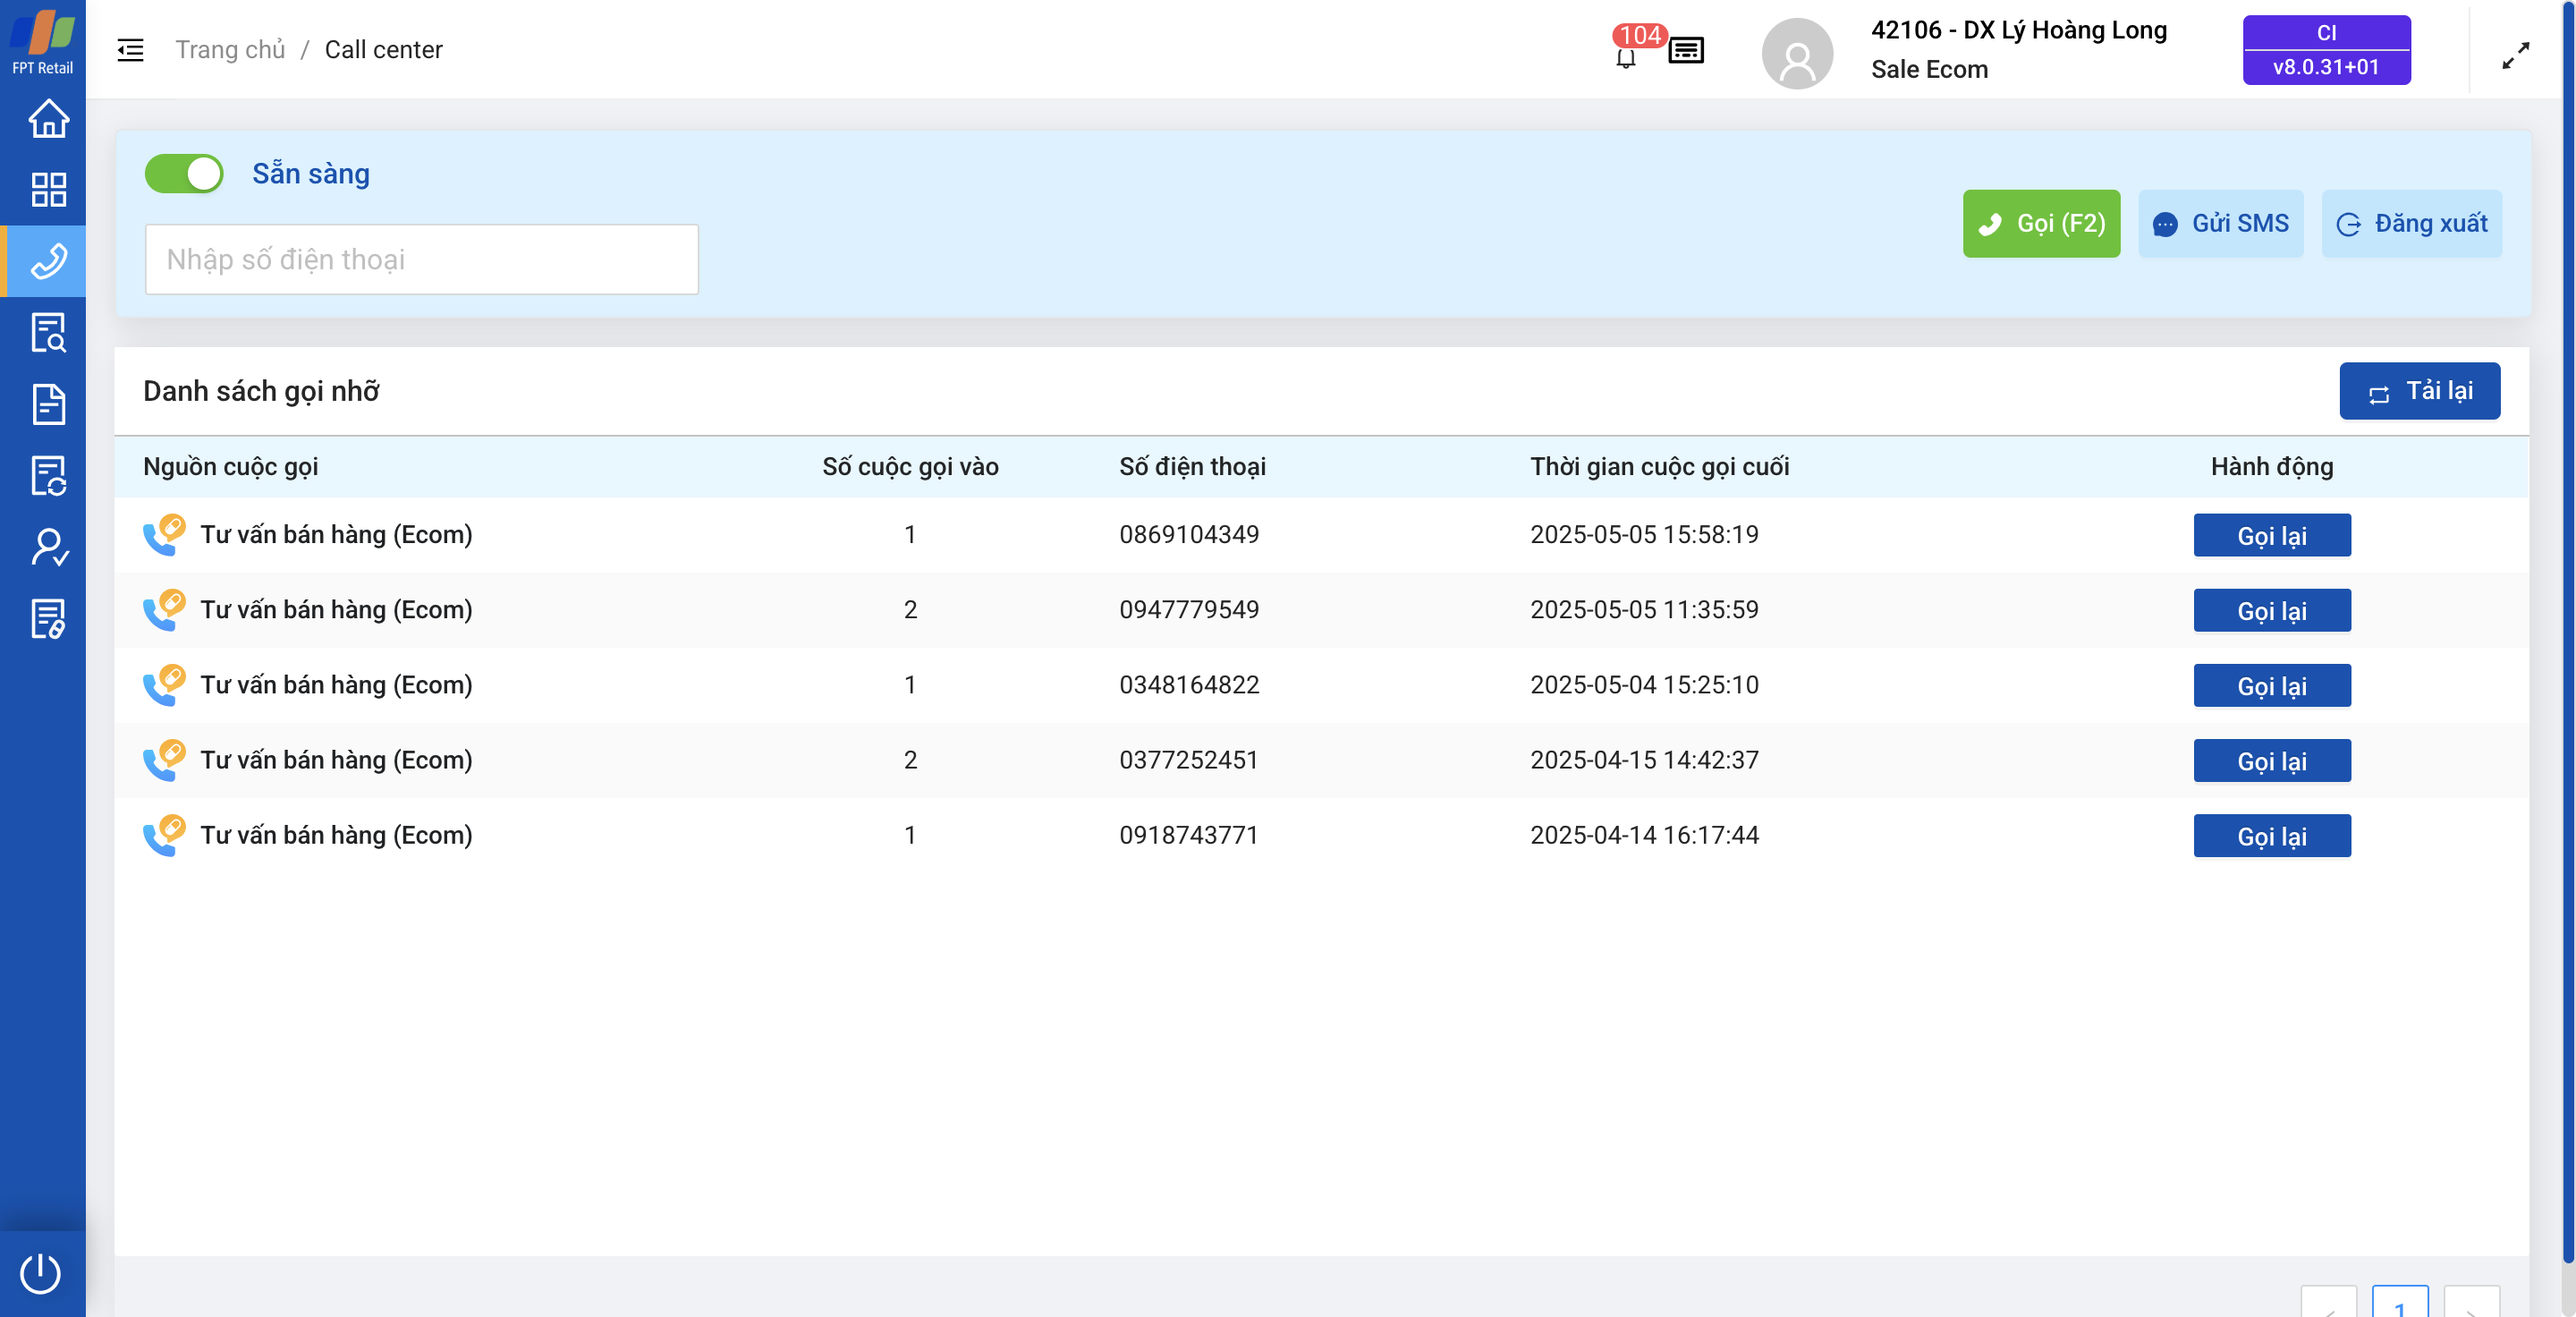 FPT Retail
Trang chủ / Call center
104
42106 - DX Lý Hoàng Long
Sale Ecom
CI
v8.0.31+01
Sẵn sàng
Nhập số điện thoại
Gọi (F2)
Gửi SMS
Đăng xuất
Danh sách gọi nhỡ
Tải lại
Nguồn cuộc gọi Số cuộc gọi vào Số điện thoại Thời gian cuộc gọi cuối Hành động
Tư vấn bán hàng (Ecom) 1 0869104349 2025-05-05 15:58:19 Gọi lại
Tư vấn bán hàng (Ecom) 2 0947779549 2025-05-05 11:35:59 Gọi lại
Tư vấn bán hàng (Ecom) 1 0348164822 2025-05-04 15:25:10 Gọi lại
Tư vấn bán hàng (Ecom) 2 0377252451 2025-04-15 14:42:37 Gọi lại
Tư vấn bán hàng (Ecom) 1 0918743771 2025-04-14 16:17:44 Gọi lại
1